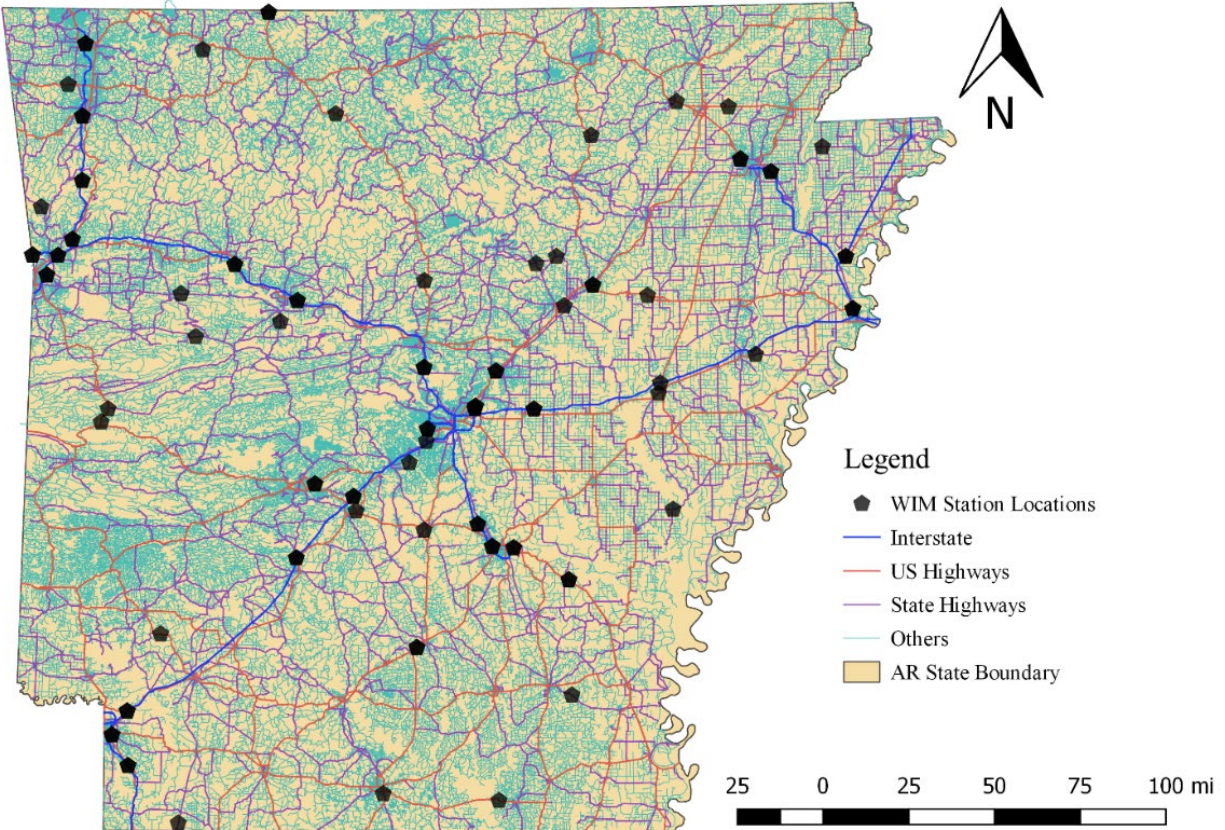 N
Legend
WIM Station Locations
Interstate
US Highways
State Highways
Others
AR State Boundary
25 0 25 50 75 100 mi